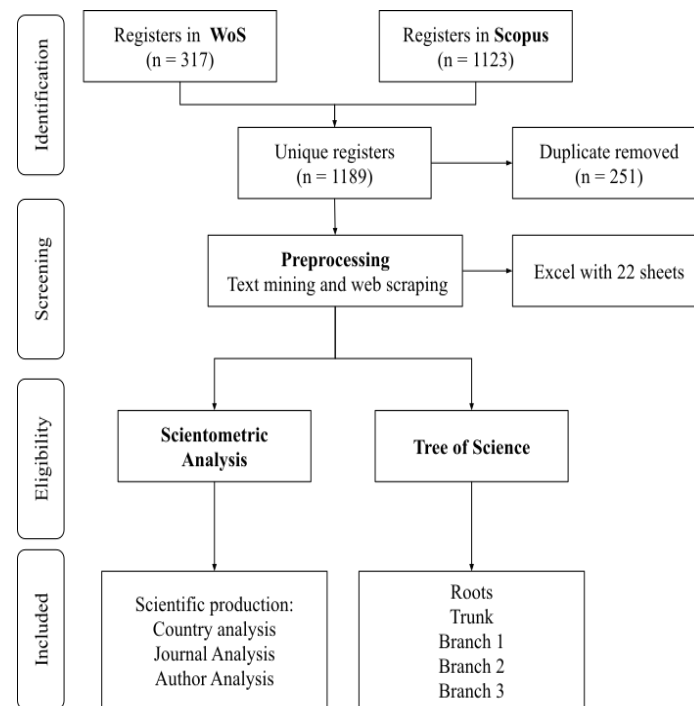 Identification
Registers in WoS
(n = 317)
Registers in Scopus
(n = 1123)
Unique registers
(n = 1189)
Duplicate removed
(n = 251)
Screening
Preprocessing
Text mining and web scraping
Excel with 22 sheets
Eligibility
Scientometric
Analysis
Tree of Science
Included
Scientific production:
Country analysis
Journal Analysis
Author Analysis
Roots
Trunk
Branch 1
Branch 2
Branch 3